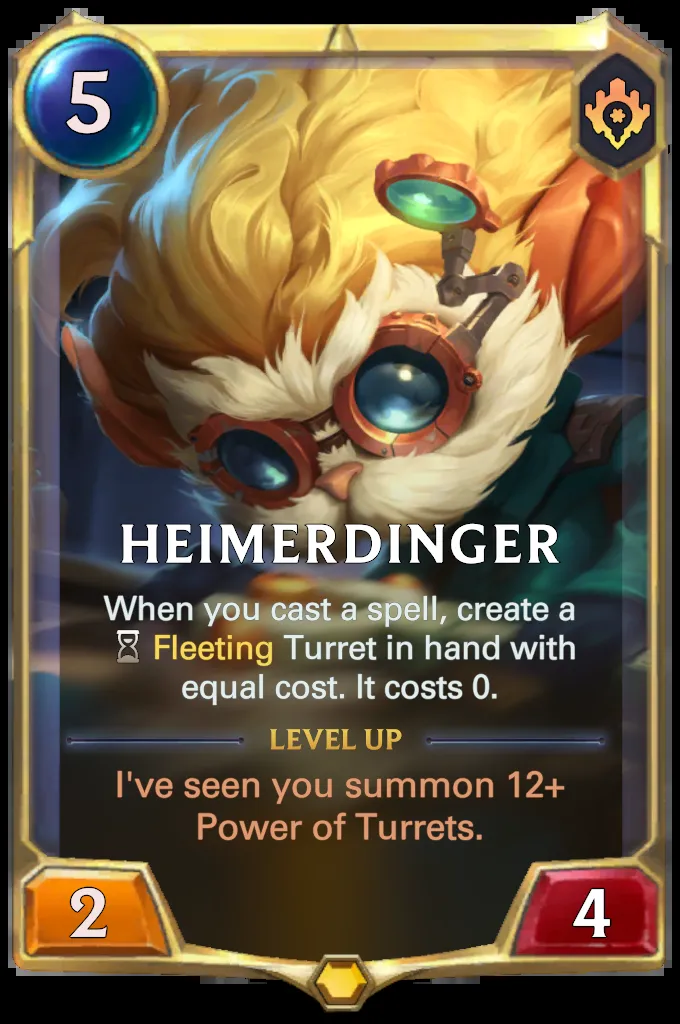 5
HEIMERDINGER
When you cast a spell, create a
Fleeting Turret in hand with
equal cost. It costs 0.
LEVEL UP
I've seen you summon 12+
Power of Turrets.
2
4